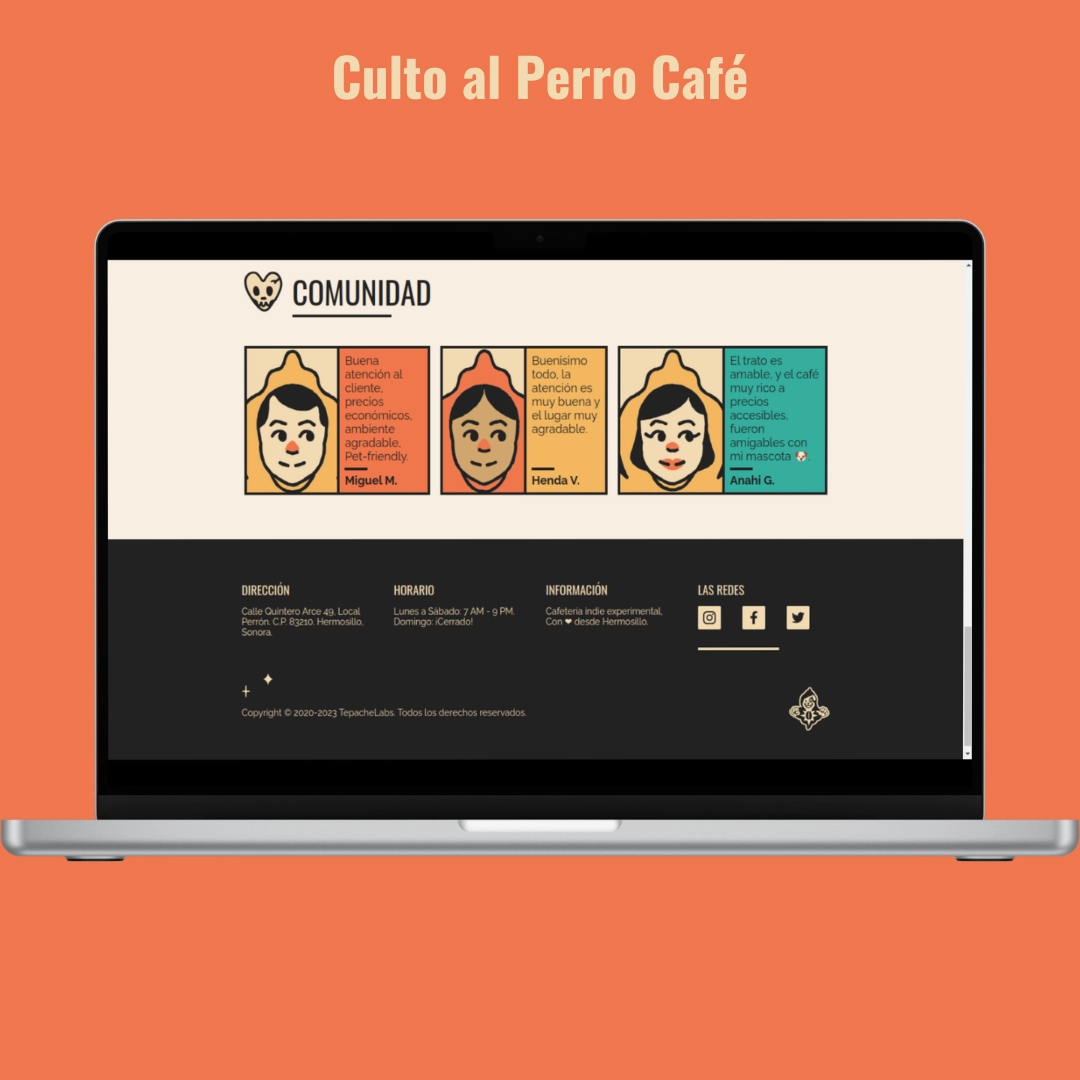 Culto al Perro Café
COMUNIDAD
Buena
atención al
cliente,
precios
económicos,
ambiente
agradable,
Pet-friendly.
Miguel M.
Buenisimo
todo, la
atención es
muy buena y
el lugar muy
agradable.
Henda V.
El trato es
amable, y el café
muy rico a
precios
accesibles,
fueron
amigables con
mi mascota 🐶.
Anahi G.
DIRECCIÓN
Calle Quintero Arce 49, Local
Perrón. C.P. 83210. Hermosillo,
Sonora.
HORARIO
Lunes a Sábado: 7 AM - 9 PM.
Domingo: ¡Cerrado!
INFORMACIÓN
Cafetería indie experimental,
Con ❤ desde Hermosillo.
LAS REDES
Copyright © 2020-2023 TepacheLabs. Todos los derechos reservados.